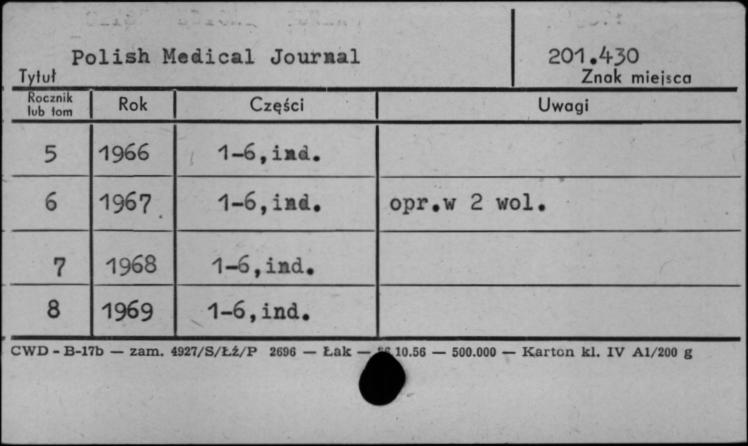 Polish Medical Journal 201.430
Tytuł Znak miejsca
Rocznik lub tom Rok Części Uwagi
5 1966 1-6,ind.
6 1967 1-6,ind. opr.w 2 wol.
7 1968 1-6,ind.
8 1969 1-6,ind.
CWD - B-17b — zam. 4927/S/Łź/P 2696 — Łak — 10.56 — 500.000 — Karton kl. IV A1/200 g